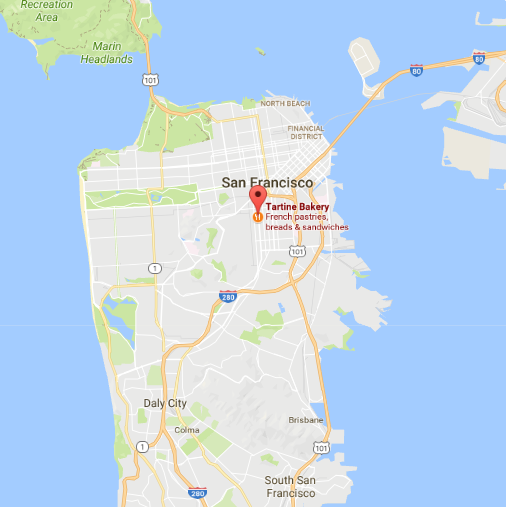 Recreation
Area
Marin
Headlands
101
80
80
NORTH BEACH
FINANCIAL
DISTRICT
San Francisco
Tartine Bakery
French pastries,
breads & sandwiches
101
1
280
Daly City
Colma
Brisbane
1
101
South San
Francisco
280